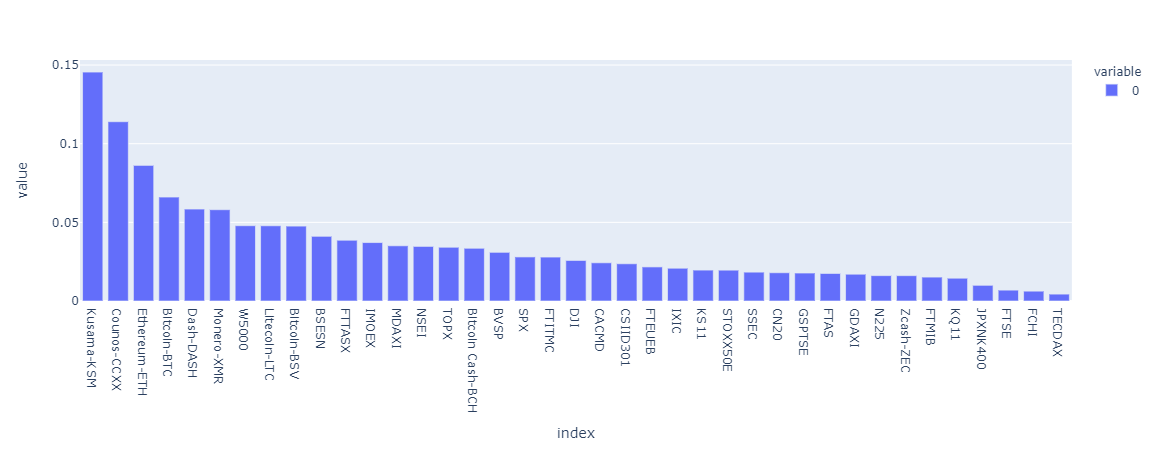 0.15
0.1
0.05
0
value
variable
0
Kusama-KSM
Counos-CCXX
Ethereum-ETH
Bitcoin-BTC
Dash-DASH
Monero-XMR
W5000
Litecoin-LTC
Bitcoin-BSV
BSESN
FTTASX
IMOEX
MDAXI
NSEI
TOPX
Bitcoin Cash-BCH
BVSP
SPX
FTITMC
DJI
CACMD
CSIID301
FTEUEB
IXIC
KS11
STOXX50E
SSEC
CN20
GSPTSE
FTAS
GDAXI
N225
Zcash-ZEC
FTMIB
KQ11
JPXNK400
FTSE
FCHI
TECDAX
index